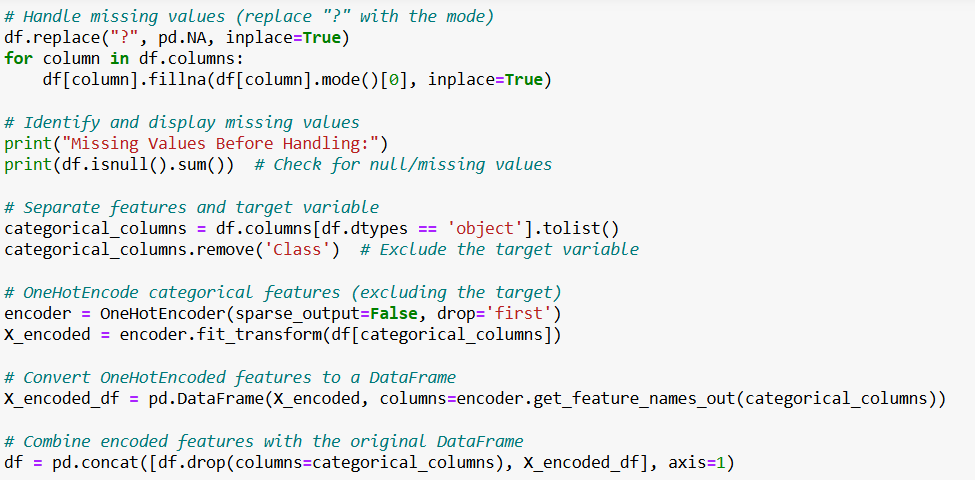 # Handle missing values (replace "?" with the mode)
df.replace("?", pd.NA, inplace=True)
for column in df.columns:
    df[column].fillna(df[column].mode()[0], inplace=True)

# Identify and display missing values
print("Missing Values Before Handling:")
print(df.isnull().sum())  # Check for null/missing values

# Separate features and target variable
categorical_columns = df.columns[df.dtypes == 'object'].tolist()
categorical_columns.remove('Class')  # Exclude the target variable

# OneHotEncode categorical features (excluding the target)
encoder = OneHotEncoder(sparse_output=False, drop='first')
X_encoded = encoder.fit_transform(df[categorical_columns])

# Convert OneHotEncoded features to a DataFrame
X_encoded_df = pd.DataFrame(X_encoded, columns=encoder.get_feature_names_out(categorical_columns))

# Combine encoded features with the original DataFrame
df = pd.concat([df.drop(columns=categorical_columns), X_encoded_df], axis=1)